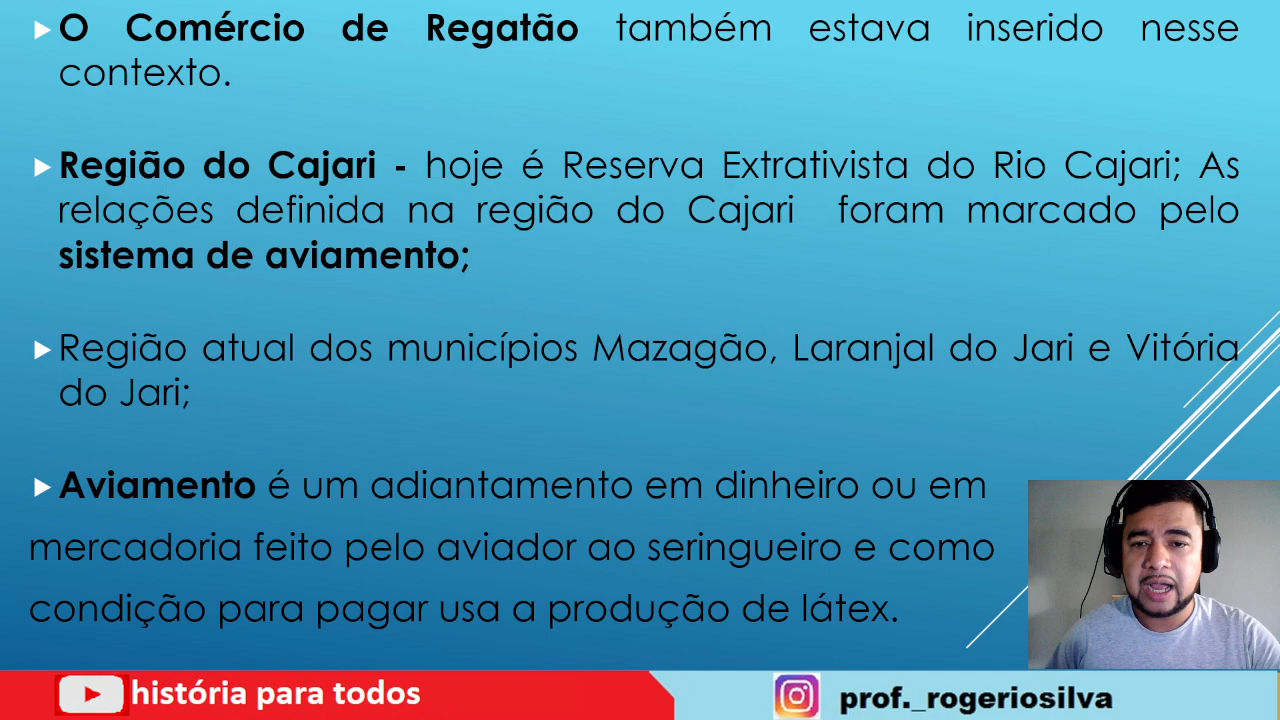 O Comércio de Regatão também estava inserido nesse
contexto.
Região do Cajari - hoje é Reserva Extrativista do Rio Cajari; As
relações definida na região do Cajari foram marcado pelo
sistema de aviamento;
Região atual dos municípios Mazagão, Laranjal do Jari e Vitória
do Jari;
Aviamento é um adiantamento em dinheiro ou em
mercadoria feito pelo aviador ao seringueiro e como
condição para pagar usa a produção de látex.
história para todos
prof._rogeriosilva